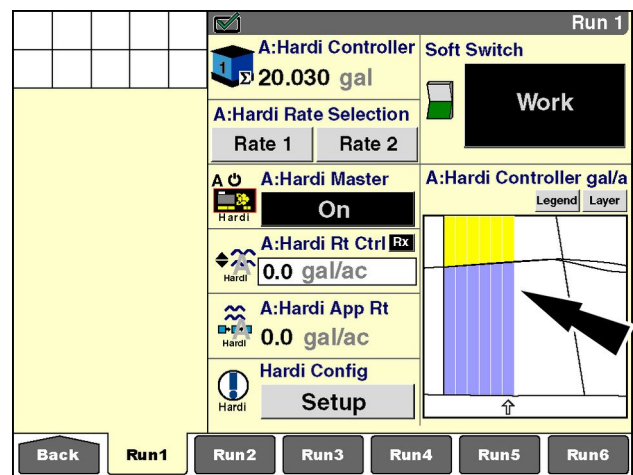 Run 1
A:Hardi Controller
1
Σ
20.030 gal
A:Hardi Rate Selection
Rate 1
Rate 2
A
A:Hardi Master
Hardi
On
A:Hardi Rt Ctrl Rx
Hardi
0.0 gal/ac
A:Hardi App Rt
Hardi
0.0 gal/ac
Hardi Config
Hardi
Setup
Soft Switch
Work
A:Hardi Controller gal/a
Legend
Layer
Back
Run1
Run2
Run3
Run4
Run5
Run6